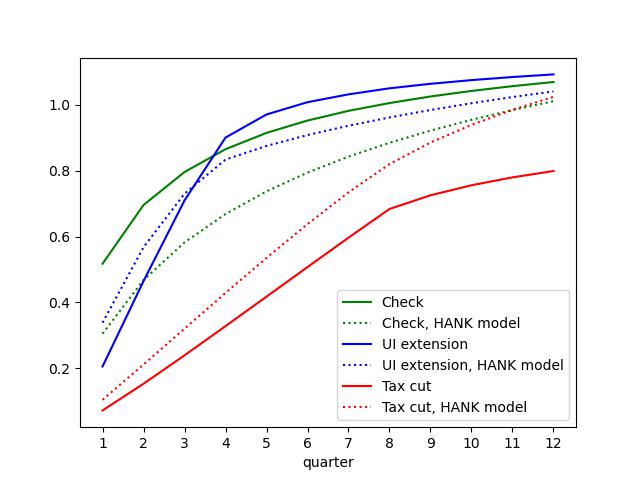 1.0
0.8
0.6
0.4
0.2
Check
Check, HANK model
UI extension
UI extension, HANK model
Tax cut
Tax cut, HANK model
1 2 3 4 5 6 7 8 9 10 11 12
quarter